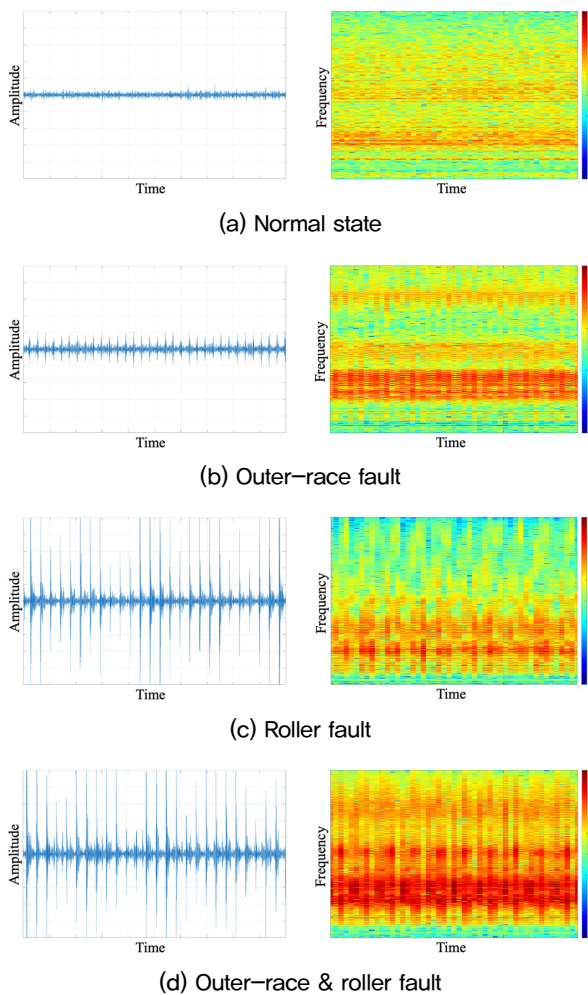 Amplitude
Time
Frequency
Time
(a) Normal state
Amplitude
Time
Frequency
Time
(b) Outer-race fault
Amplitude
Time
Frequency
Time
(c) Roller fault
Amplitude
Time
Frequency
Time
(d) Outer-race & roller fault